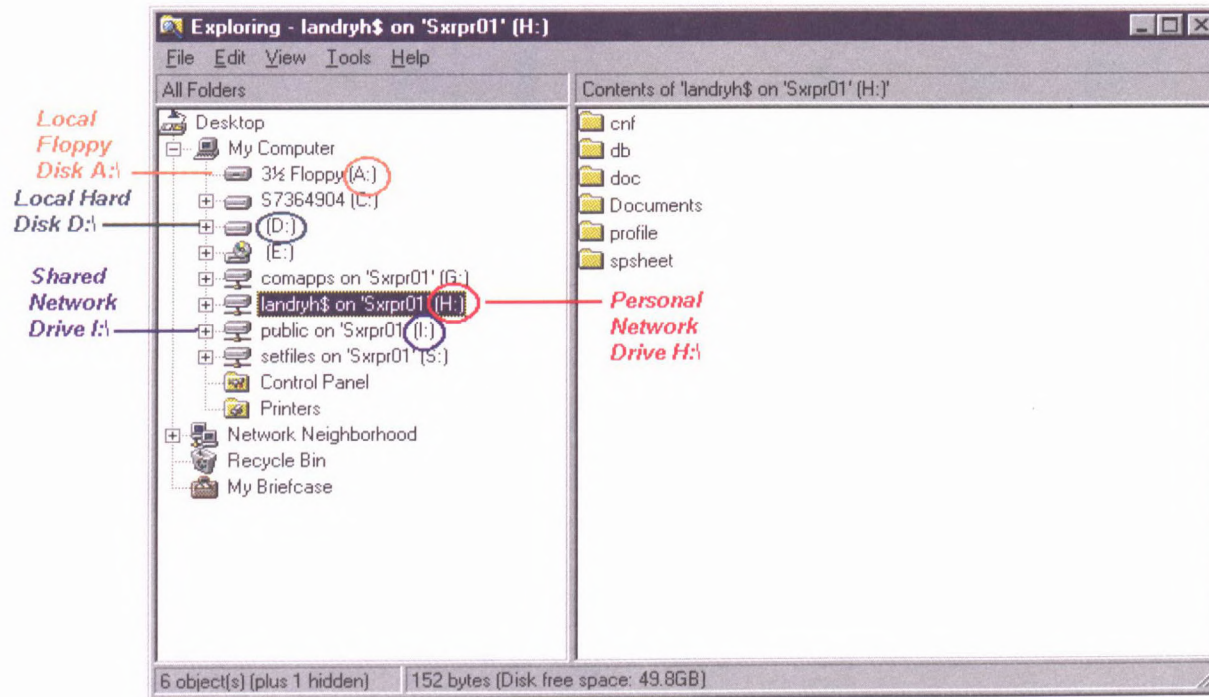 Exploring - landryh$ on 'Sxrpr01' (H:)
File Edit View Tools Help
All Folders
Contents of 'landryh$ on 'Sxrpr01' (H:)'
Desktop
My Computer
3½ Floppy (A:)
S7364904 (C:)
(D:)
(E:)
comapps on 'Sxrpr01' (G:)
landryh$ on 'Sxrpr01' (H:)
public on 'Sxrpr01' (I:)
setfiles on 'Sxrpr01' (S:)
Control Panel
Printers
Network Neighborhood
Recycle Bin
My Briefcase
cnf
db
doc
Documents
profile
spsheet
Local
Floppy
Disk A:\
Local Hard
Disk D:\
Shared
Network
Drive I:\
Personal
Network
Drive H:\
6 object(s) (plus 1 hidden)
152 bytes (Disk free space: 49.8GB)